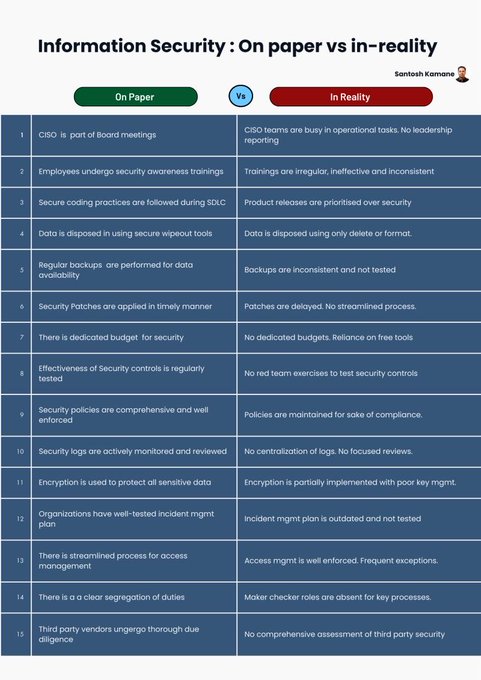 Information Security : On paper vs in-reality
Santosh Kamane
On Paper
Vs
In Reality
1
CISO is part of Board meetings
CISO teams are busy in operational tasks. No leadership
reporting
2
Employees undergo security awareness trainings
Trainings are irregular, ineffective and inconsistent
3
Secure coding practices are followed during SDLC
Product releases are prioritised over security
4
Data is disposed in using secure wipeout tools
Data is disposed using only delete or format.
5
Regular backups are performed for data
availability
Backups are inconsistent and not tested
6
Security Patches are applied in timely manner
Patches are delayed. No streamlined process.
7
There is dedicated budget for security
No dedicated budgets. Reliance on free tools
8
Effectiveness of Security controls is regularly
tested
No red team exercises to test security controls
9
Security policies are comprehensive and well
enforced
Policies are maintained for sake of compliance.
10
Security logs are actively monitored and reviewed
No centralization of logs. No focused reviews.
11
Encryption is used to protect all sensitive data
Encryption is partially implemented with poor key mgmt.
12
Organizations have well-tested incident mgmt
plan
Incident mgmt plan is outdated and not tested
13
There is streamlined process for access
management
Access mgmt is well enforced. Frequent exceptions.
14
There is a a clear segregation of duties
Maker checker roles are absent for key processes.
15
Third party vendors ungergo thorough due
diligence
No comprehensive assessment of third party security